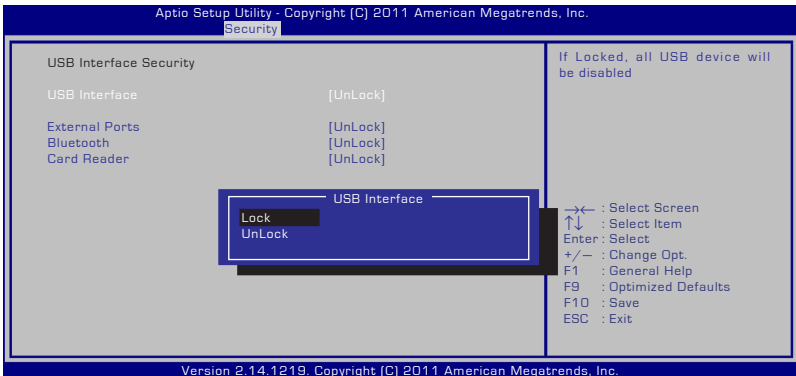 Aptio Setup Utility - Copyright (C) 2011 American Megatrends, Inc.
Security
USB Interface Security
USB Interface [UnLock]
External Ports [UnLock]
Bluetooth [UnLock]
Card Reader [UnLock]
USB Interface
Lock
UnLock
If Locked, all USB device will
be disabled
→← : Select Screen
↑↓ : Select Item
Enter : Select
+/— : Change Opt.
F1 : General Help
F9 : Optimized Defaults
F10 : Save
ESC : Exit
Version 2.14.1219. Copyright (C) 2011 American Megatrends, Inc.